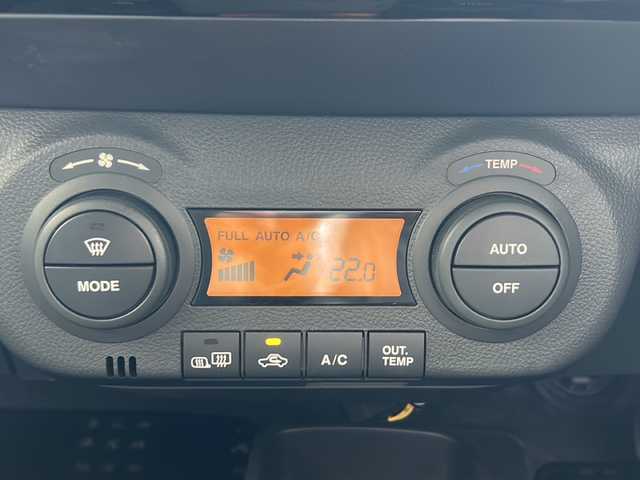 TEMP
FULL AUTO A/C
22.0
MODE
AUTO
OFF
A/C
OUT.
TEMP